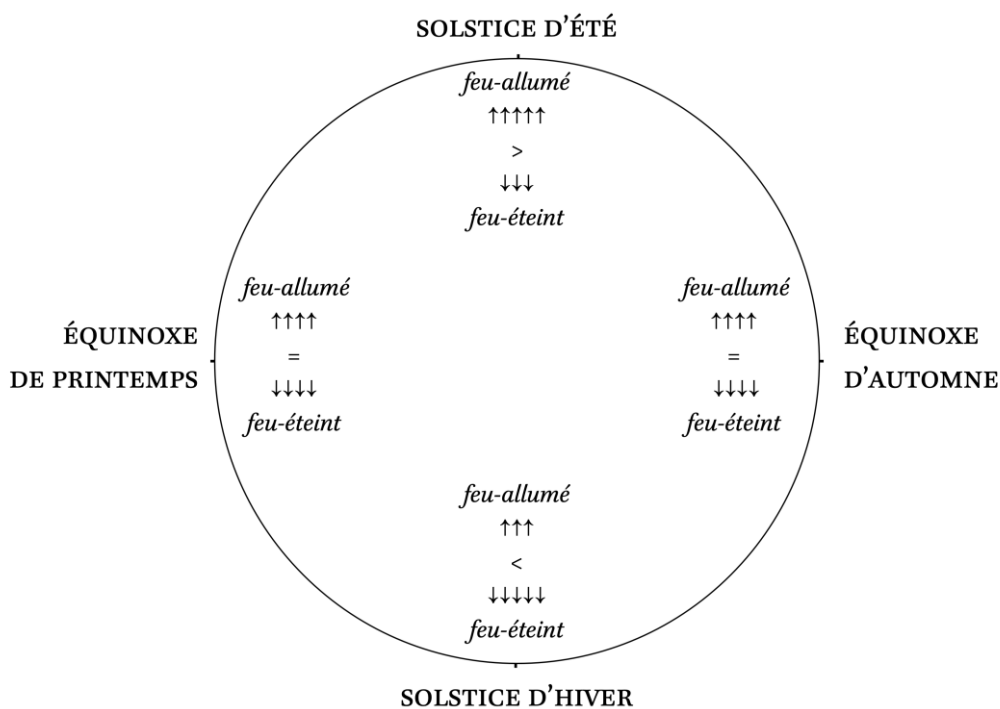 SOLSTICE D'ÉTÉ
feu-allumé
↑↑↑↑↑
>
↓↓↓
feu-éteint
ÉQUINOXE
DE PRINTEMPS
feu-allumé
↑↑↑↑
=
↓↓↓↓
feu-éteint
feu-allumé
↑↑↑↑
=
↓↓↓↓
feu-éteint
ÉQUINOXE
D'AUTOMNE
feu-allumé
↑↑↑
<
↓↓↓↓↓
feu-éteint
SOLSTICE D'HIVER